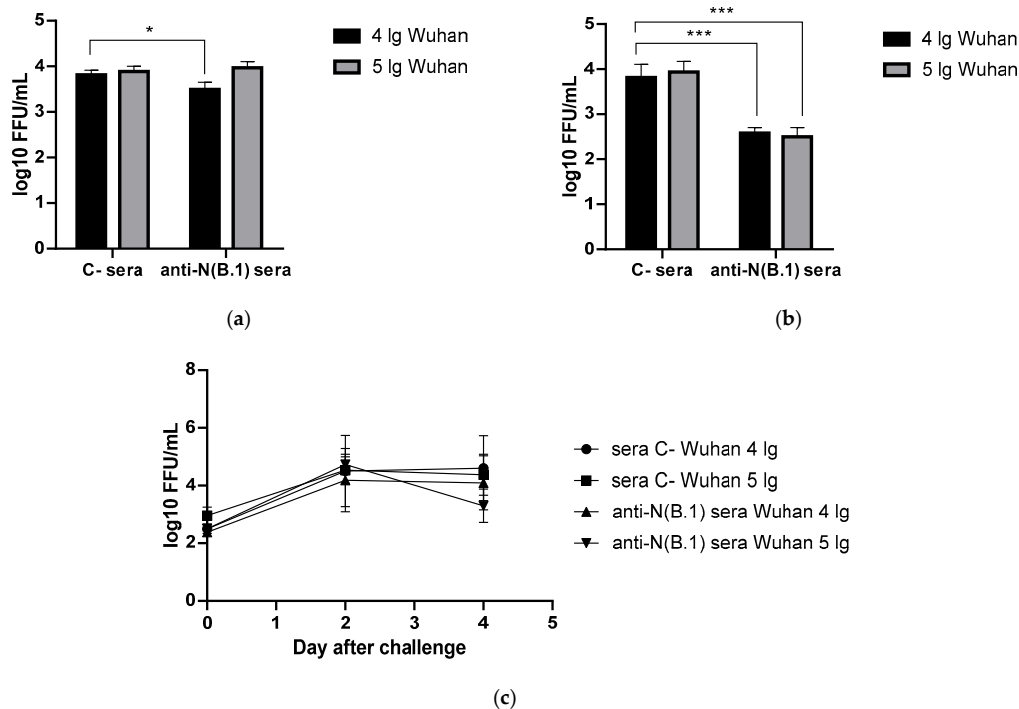 5
4
3
2
1
0
log10 FFU/mL
*
C- sera
anti-N(B.1) sera
4 lg Wuhan
5 lg Wuhan
(a)
5
4
3
2
1
0
log10 FFU/mL
***
***
C- sera
anti-N(B.1) sera
4 lg Wuhan
5 lg Wuhan
(b)
8
6
4
2
0
log10 FFU/mL
0 1 2 3 4 5
Day after challenge
sera C- Wuhan 4 lg
sera C- Wuhan 5 lg
anti-N(B.1) sera Wuhan 4 lg
anti-N(B.1) sera Wuhan 5 lg
(c)